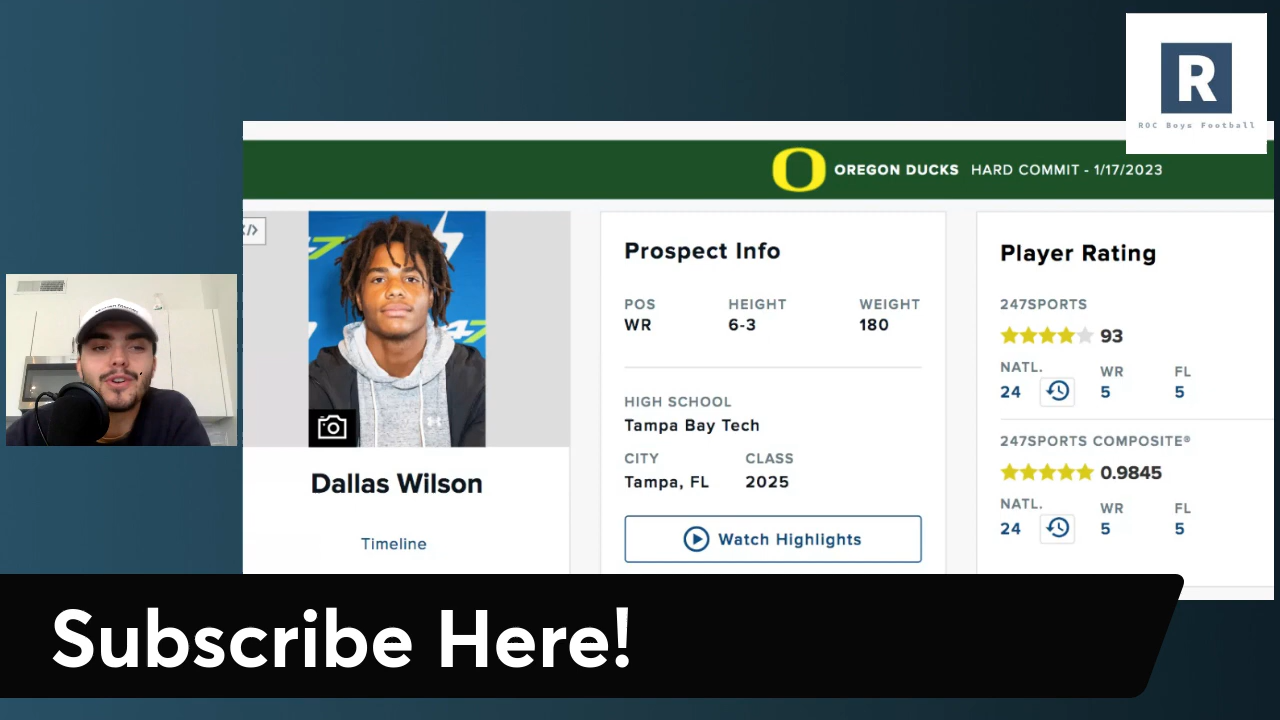 R
ROC Boys Football
OREGON DUCKS HARD COMMIT - 1/17/2023
Prospect Info
POS HEIGHT WEIGHT
WR 6-3 180
HIGH SCHOOL
Tampa Bay Tech
CITY CLASS
Tampa, FL 2025
Watch Highlights
Player Rating
247SPORTS
93
NATL. WR FL
24 5 5
247SPORTS COMPOSITE®
0.9845
NATL. WR FL
24 5 5
Dallas Wilson
Timeline
Subscribe Here!